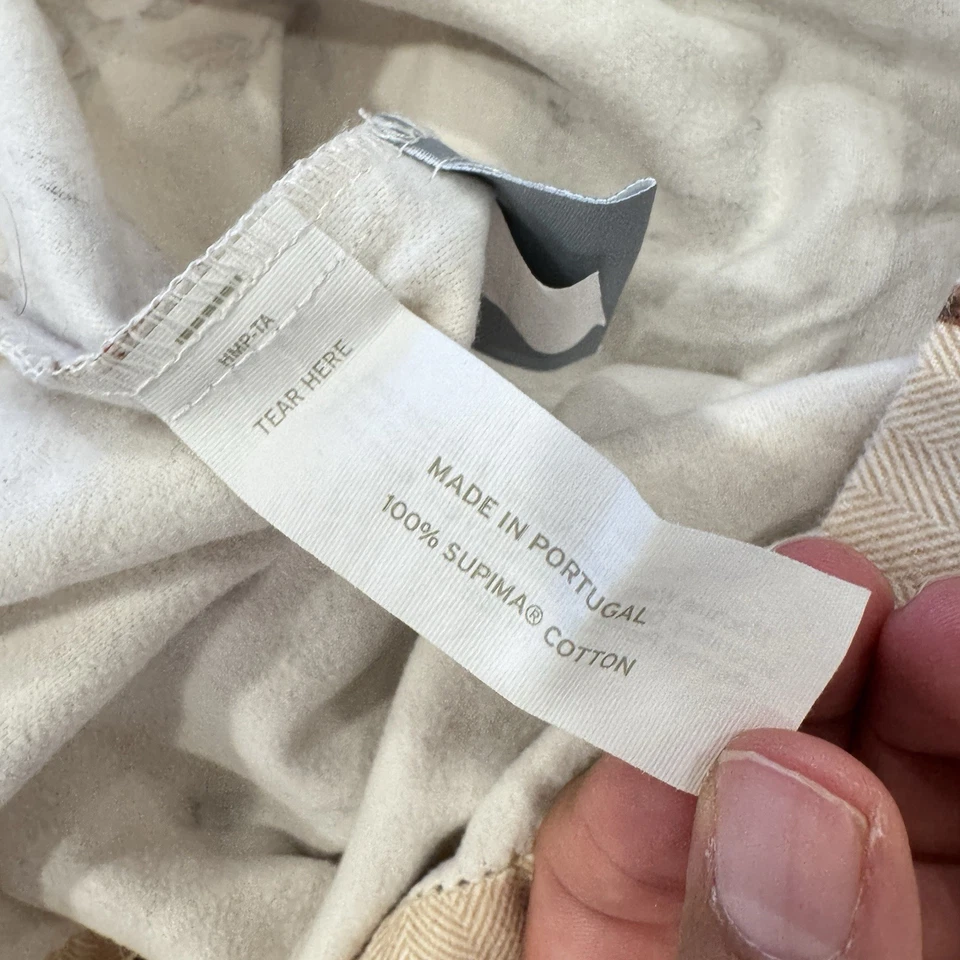 HMP-TA
TEAR HERE
MADE IN PORTUGAL
100% SUPIMA® COTTON